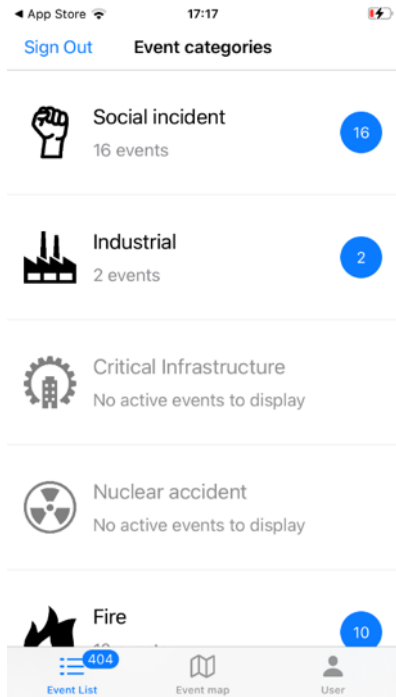 ◀ App Store 17:17
Sign Out Event categories
Social incident
16 events
16
Industrial
2 events
2
Critical Infrastructure
No active events to display
Nuclear accident
No active events to display
Fire
10
404
Event List Event map User